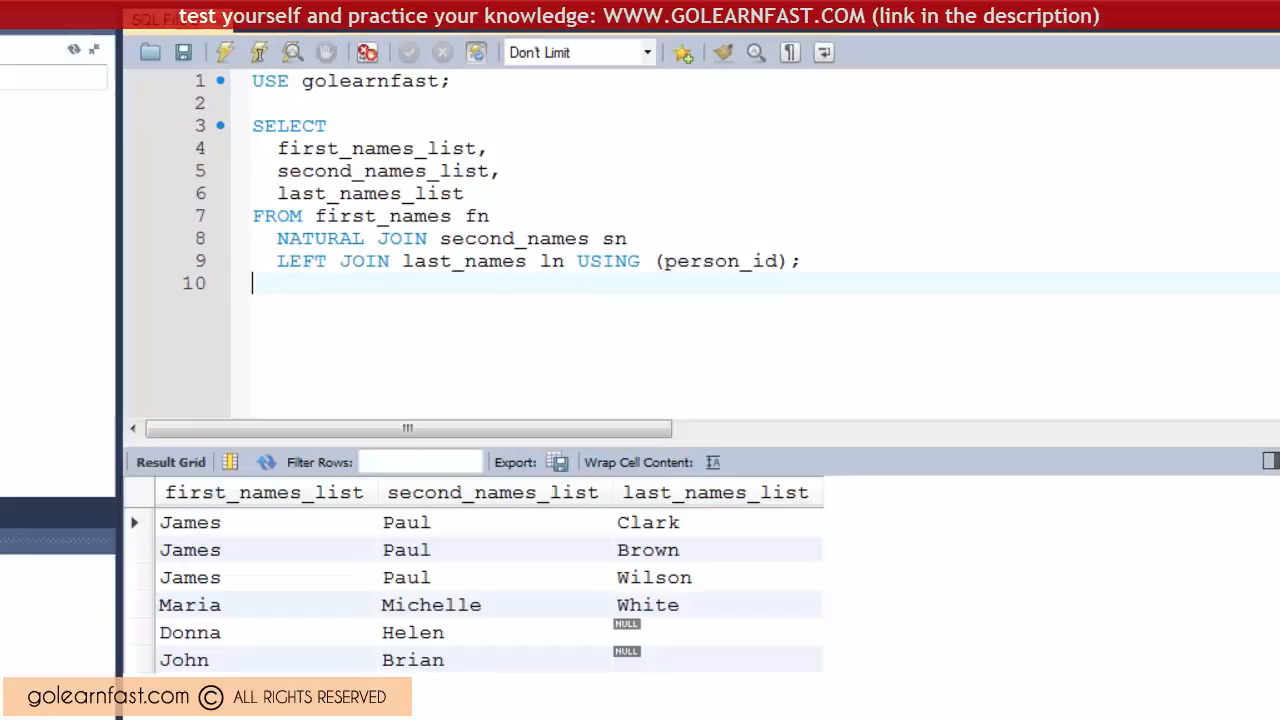 test yourself and practice your knowledge: WWW.GOLEARNFAST.COM (link in the description)
Don't Limit
1 USE golearnfast;
2
3 SELECT
4 first_names_list,
5 second_names_list,
6 last_names_list
7 FROM first_names fn
8 NATURAL JOIN second_names sn
9 LEFT JOIN last_names ln USING (person_id);
10
Result Grid Filter Rows: Export: Wrap Cell Content:
first_names_list second_names_list last_names_list
James Paul Clark
James Paul Brown
James Paul Wilson
Maria Michelle White
Donna Helen NULL
John Brian NULL
golearnfast.com © ALL RIGHTS RESERVED